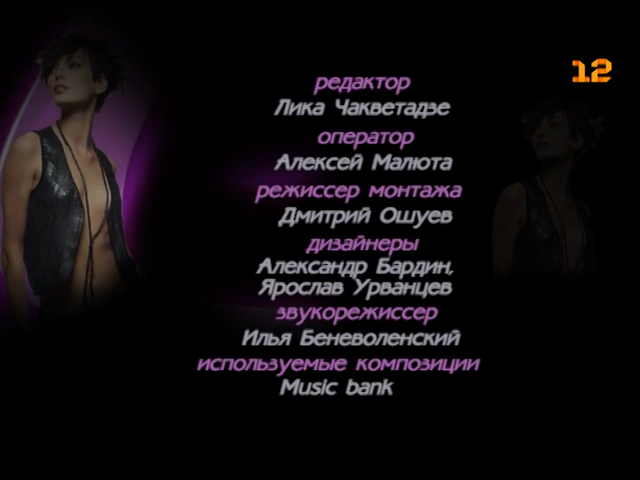 12
редактор
Лика Чакветадзе
оператор
Алексей Малюта
режиссер монтажа
Дмитрий Ошуев
дизайнеры
Александр Бардин,
Ярослав Урванцев
звукорежиссер
Илья Беневоленский
используемые композиции
Music bank